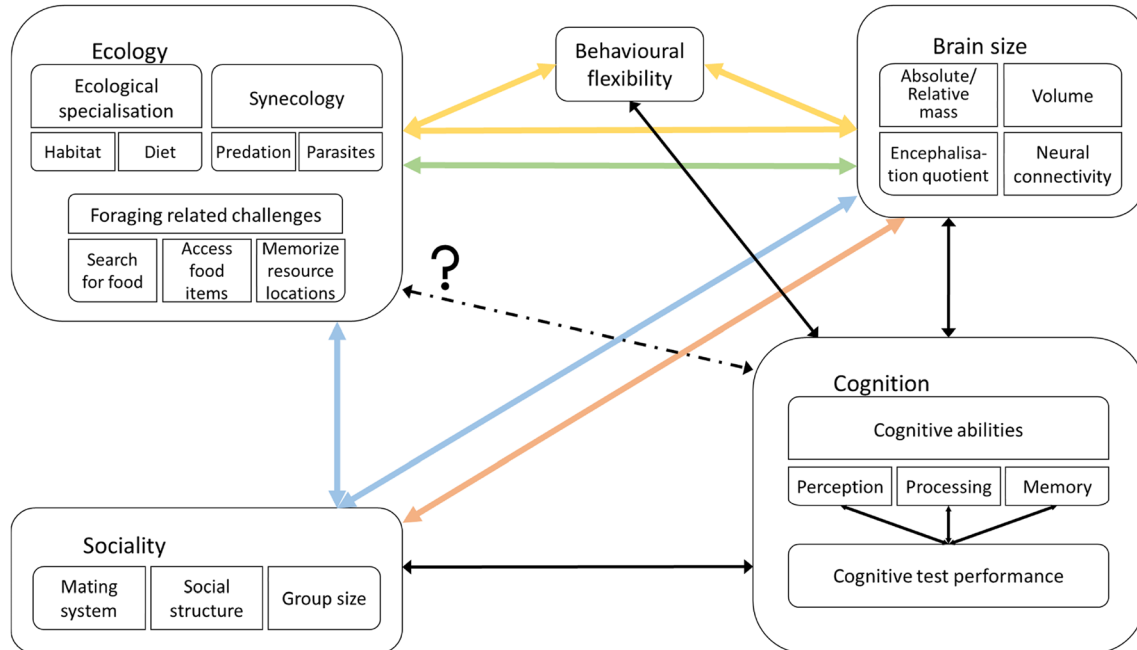 Ecology
Ecological
specialisation
Synecology
Habitat
Diet
Predation
Parasites
Foraging related challenges
Search
for food
Access
food
items
Memorize
resource
locations
Behavioural
flexibility
Brain size
Absolute/
Relative
mass
Volume
Encephalisa-
tion quotient
Neural
connectivity
?
Cognition
Cognitive abilities
Perception
Processing
Memory
Cognitive test performance
Sociality
Mating
system
Social
structure
Group size